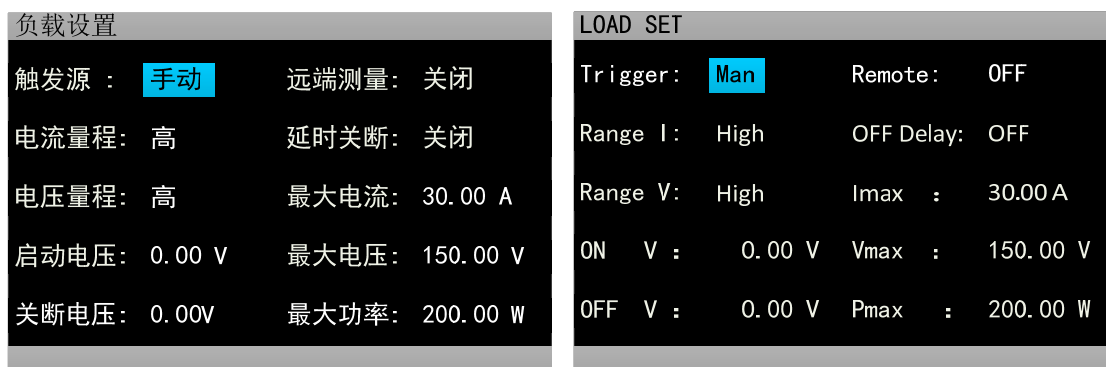 负载设置
触发源 : 手动 远端测量: 关闭
电流量程: 高 延时关断: 关闭
电压量程: 高 最大电流: 30.00 A
启动电压: 0.00 V 最大电压: 150.00 V
关断电压: 0.00V 最大功率: 200.00 W
LOAD SET
Trigger: Man Remote: OFF
Range I: High OFF Delay: OFF
Range V: High Imax : 30.00 A
ON V : 0.00 V Vmax : 150.00 V
OFF V : 0.00 V Pmax : 200.00 W